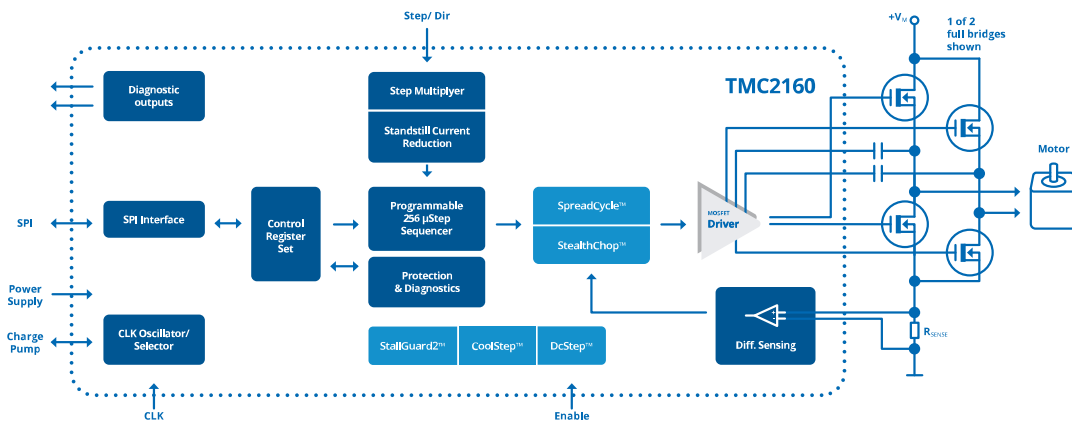 Step/ Dir
+VM
1 of 2
full bridges
shown
TMC2160
Diagnostic
outputs
Step Multiplyer
Standstill Current
Reduction
Motor
SPI
SPI Interface
Control
Register
Set
Programmable
256 µStep
Sequencer
SpreadCycle™
StealthChop™
MOSFET
Driver
Protection
& Diagnostics
Power
Supply
Charge
Pump
CLK Oscillator/
Selector
StallGuard2™
CoolStep™
DcStep™
Diff. Sensing
RSENSE
CLK
Enable